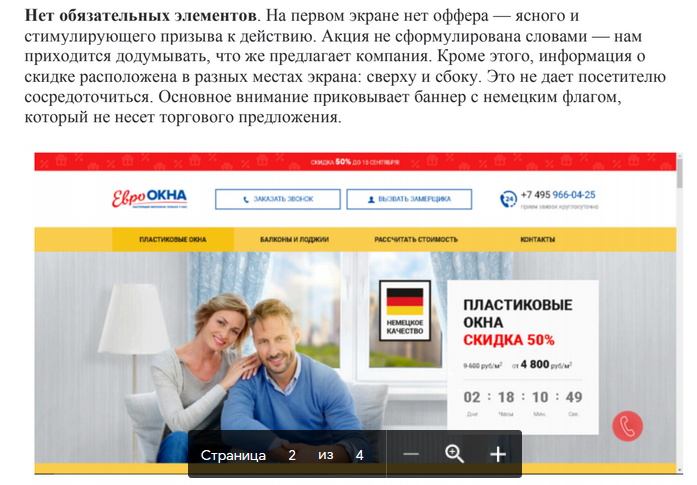 Нет обязательных элементов. На первом экране нет оффера — ясного и
стимулирующего призыва к действию. Акция не сформулирована словами — нам
приходится додумывать, что же предлагает компания. Кроме этого, информация о
скидке расположена в разных местах экрана: сверху и сбоку. Это не дает посетителю
сосредоточиться. Основное внимание приковывает баннер с немецким флагом,
который не несет торгового предложения.
СКИДКА 50% ДО 15 СЕНТЯБРЯ
ЕвроОКНА
ЗАКАЗАТЬ ЗВОНОК
ВЫЗВАТЬ ЗАМЕРЩИКА
24
+7 495 966-04-25
прием заявок круглосуточно
ПЛАСТИКОВЫЕ ОКНА БАЛКОНЫ И ЛОДЖИИ РАССЧИТАТЬ СТОИМОСТЬ КОНТАКТЫ
НЕМЕЦКОЕ
КАЧЕСТВО
ПЛАСТИКОВЫЕ
ОКНА
СКИДКА 50%
9 600 руб/м² от 4 800 руб/м²
02 : 18 : 10 : 49
Дни Часы Мин. Сек.
Страница 2 из 4